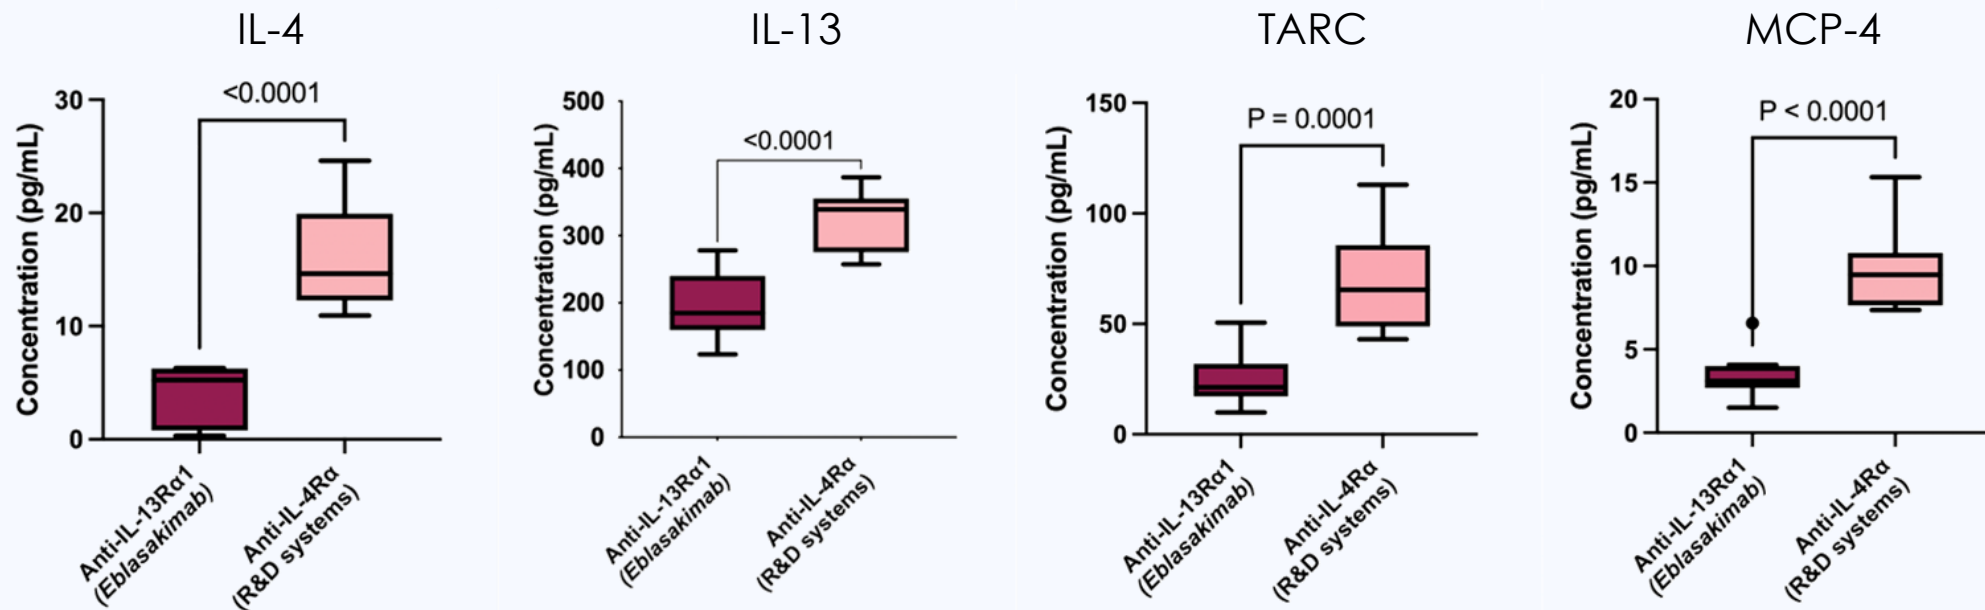 IL-4
<0.0001
Concentration (pg/mL)
30
20
10
0
Anti-IL-13Rα1
(Eblasakimab)
Anti-IL-4Rα
(R&D systems)
IL-13
<0.0001
Concentration (pg/mL)
500
400
300
200
100
0
Anti-IL-13Rα1
(Eblasakimab)
Anti-IL-4Rα
(R&D systems)
TARC
P = 0.0001
Concentration (pg/mL)
150
100
50
0
Anti-IL-13Rα1
(Eblasakimab)
Anti-IL-4Rα
(R&D systems)
MCP-4
P < 0.0001
Concentration (pg/mL)
20
15
10
5
0
Anti-IL-13Rα1
(Eblasakimab)
Anti-IL-4Rα
(R&D systems)